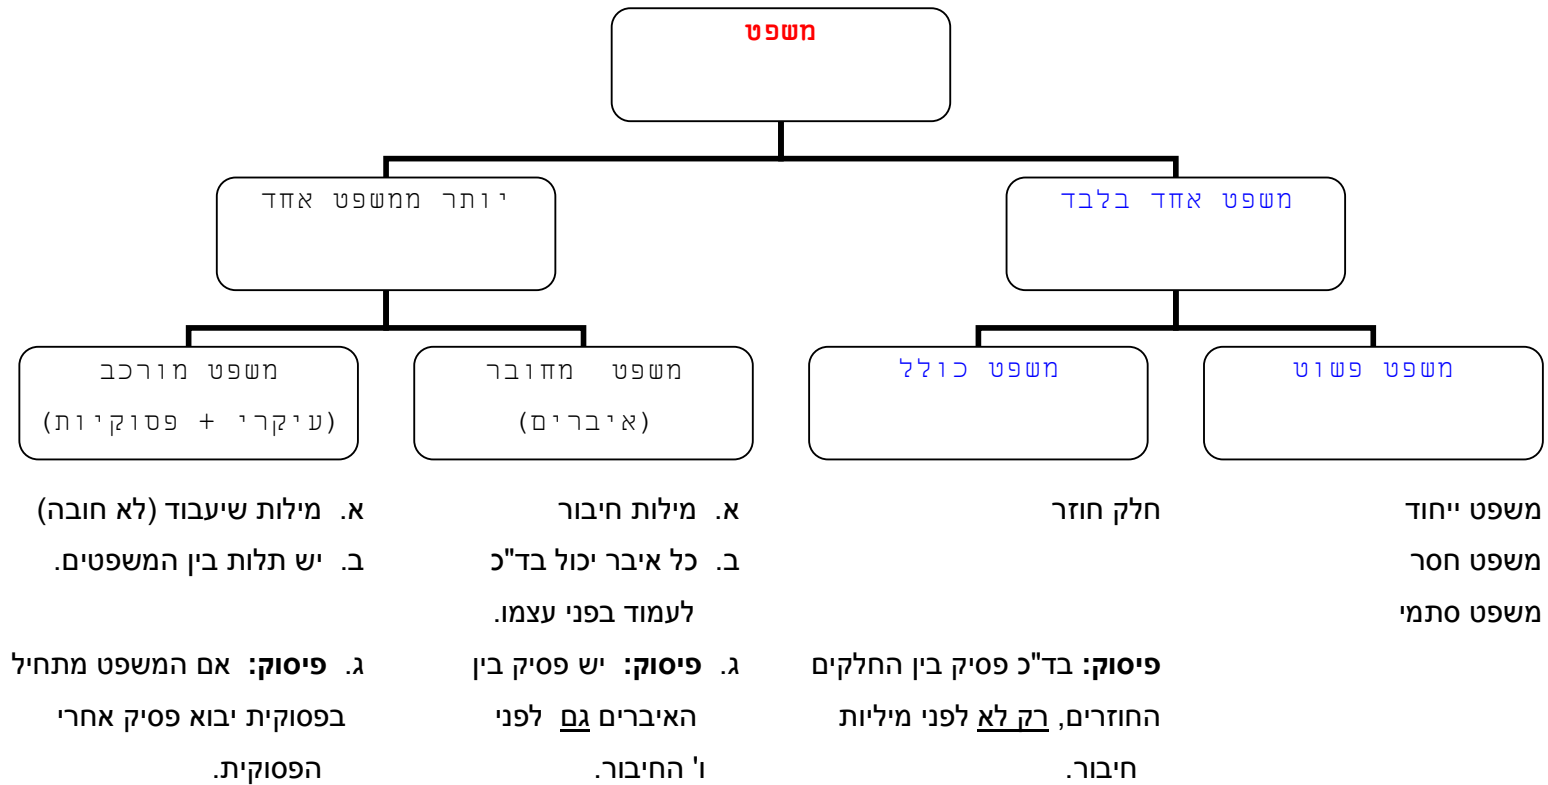 משפט
משפט אחד בלבד
יותר ממשפט אחד
משפט פשוט
משפט כולל
משפט מחובר
(איברים)
משפט מורכב
(עיקרי + פסוקיות)
משפט ייחוד
משפט חסר
משפט סתמי
חלק חוזר
פיסוק: בד"כ פסיק בין החלקים
החוזרים, רק לא לפני מיליות
חיבור.
א. מילות חיבור
ב. כל איבר יכול בד"כ
לעמוד בפני עצמו.
ג. פיסוק: יש פסיק בין
האיברים גם לפני
ו' החיבור.
א. מילות שיעבוד (לא חובה)
ב. יש תלות בין המשפטים.
ג. פיסוק: אם המשפט מתחיל
בפסוקית יבוא פסיק אחרי
הפסוקית.